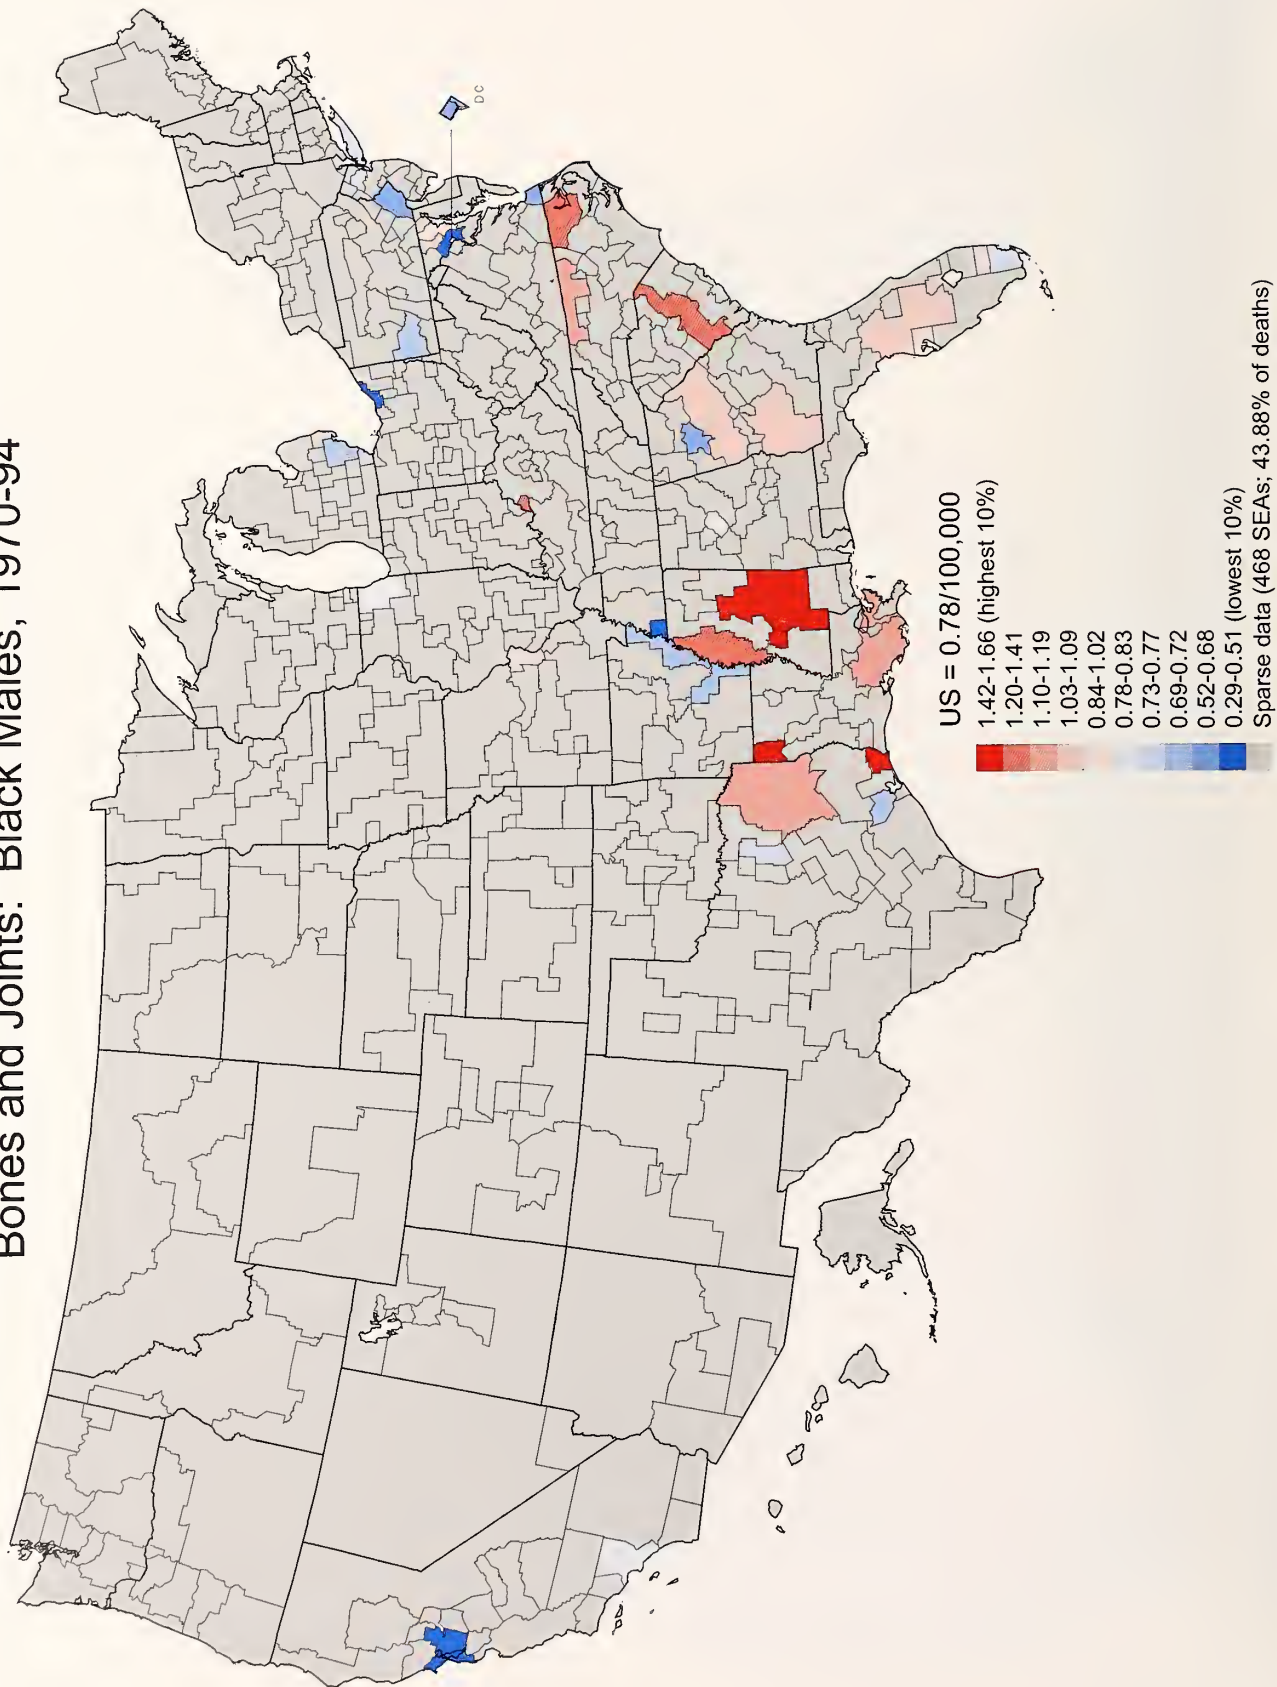 Bones and Joints: Black Males, 1970-94
DC
US = 0.78/100,000
1.42-1.66 (highest 10%)
1.20-1.41
1.10-1.19
1.03-1.09
0.84-1.02
0.78-0.83
0.73-0.77
0.69-0.72
0.52-0.68
0.29-0.51 (lowest 10%)
Sparse data (468 SEAs; 43.88% of deaths)